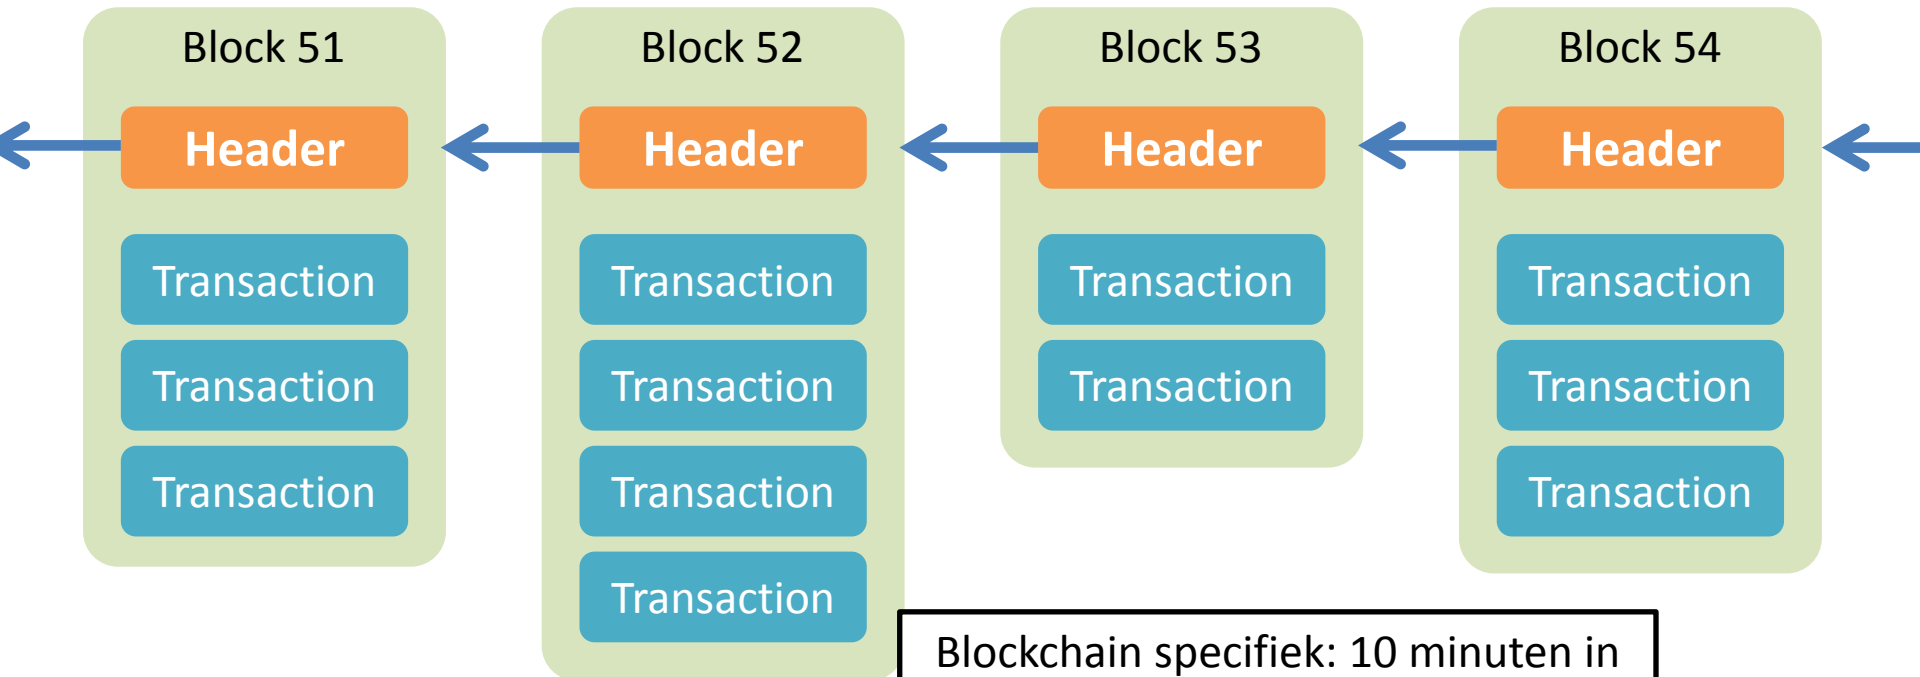 Block 51
Header
Transaction
Transaction
Transaction
Block 52
Header
Transaction
Transaction
Transaction
Transaction
Block 53
Header
Transaction
Transaction
Block 54
Header
Transaction
Transaction
Transaction
Blockchain specifiek: 10 minuten in